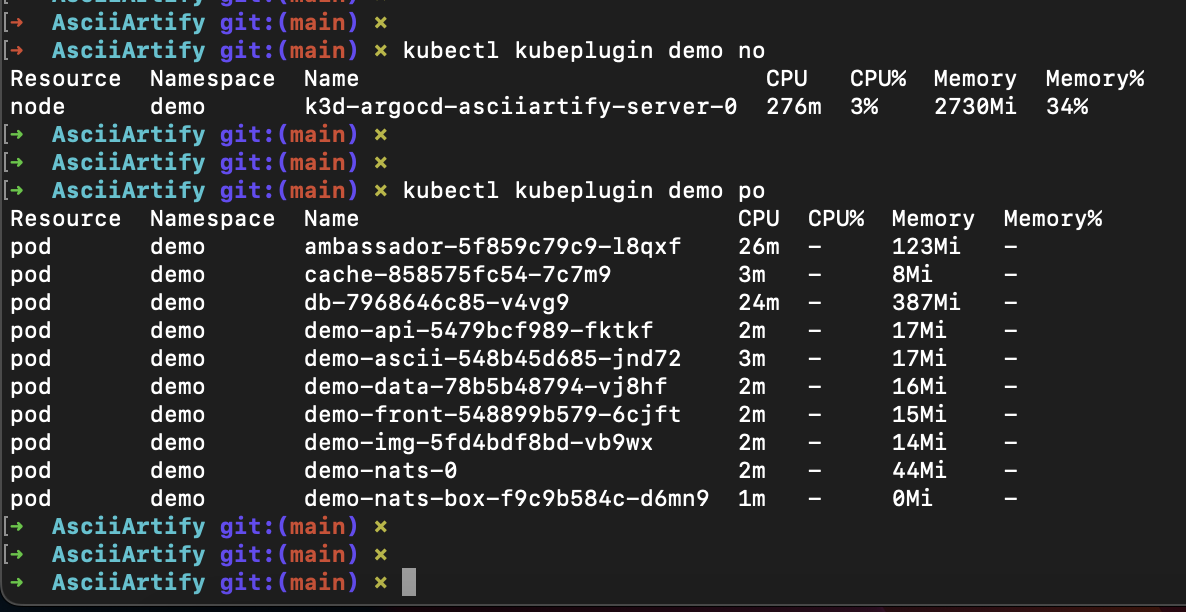 [➜ AsciiArtify git:(main) ×
[➜ AsciiArtify git:(main) × kubectl kubeplugin demo no
Resource Namespace Name CPU CPU% Memory Memory%
node demo k3d-argocd-asciiartify-server-0 276m 3% 2730Mi 34%
[➜ AsciiArtify git:(main) ×
[➜ AsciiArtify git:(main) ×
[➜ AsciiArtify git:(main) × kubectl kubeplugin demo po
Resource Namespace Name CPU CPU% Memory Memory%
pod demo ambassador-5f859c79c9-l8qxf 26m - 123Mi -
pod demo cache-858575fc54-7c7m9 3m - 8Mi -
pod demo db-7968646c85-v4vg9 24m - 387Mi -
pod demo demo-api-5479bcf989-fktkf 2m - 17Mi -
pod demo demo-ascii-548b45d685-jnd72 3m - 17Mi -
pod demo demo-data-78b5b48794-vj8hf 2m - 16Mi -
pod demo demo-front-548899b579-6cjft 2m - 15Mi -
pod demo demo-img-5fd4bdf8bd-vb9wx 2m - 14Mi -
pod demo demo-nats-0 2m - 44Mi -
pod demo demo-nats-box-f9c9b584c-d6mn9 1m - 0Mi -
[➜ AsciiArtify git:(main) ×
[➜ AsciiArtify git:(main) ×
➜ AsciiArtify git:(main) ×